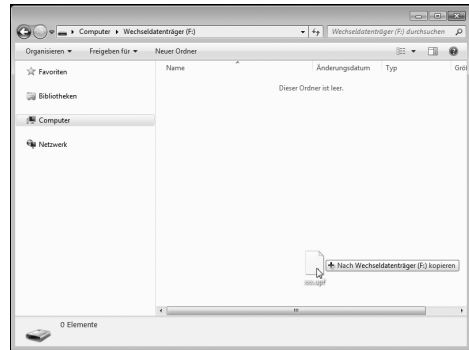 Computer ▸ Wechseldatenträger (F:)
Wechseldatenträger (F:) durchsuchen
Organisieren ▾ Freigeben für ▾ Neuer Ordner
Favoriten
Bibliotheken
Computer
Netzwerk
Name Änderungsdatum Typ Größ
Dieser Ordner ist leer.
Nach Wechseldatenträger (F:) kopieren
0 Elemente